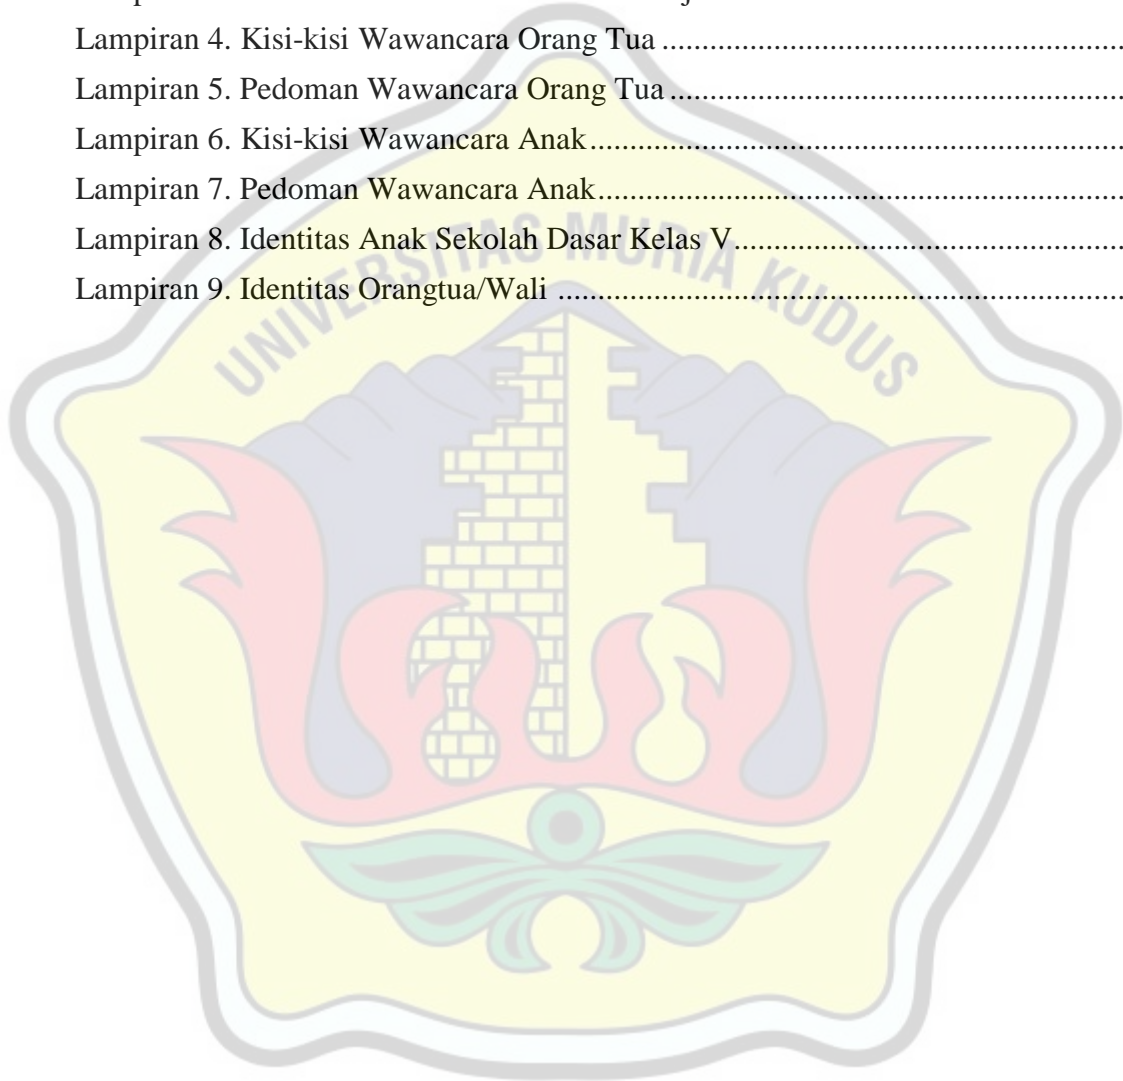 Lampiran 4. Kisi-kisi Wawancara Orang Tua ..........................................................
Lampiran 5. Pedoman Wawancara Orang Tua .........................................................
Lampiran 6. Kisi-kisi Wawancara Anak...................................................................
Lampiran 7. Pedoman Wawancara Anak..................................................................
Lampiran 8. Identitas Anak Sekolah Dasar Kelas V.................................................
Lampiran 9. Identitas Orangtua/Wali .......................................................................
UNIVERSITAS MURIA KUDUS